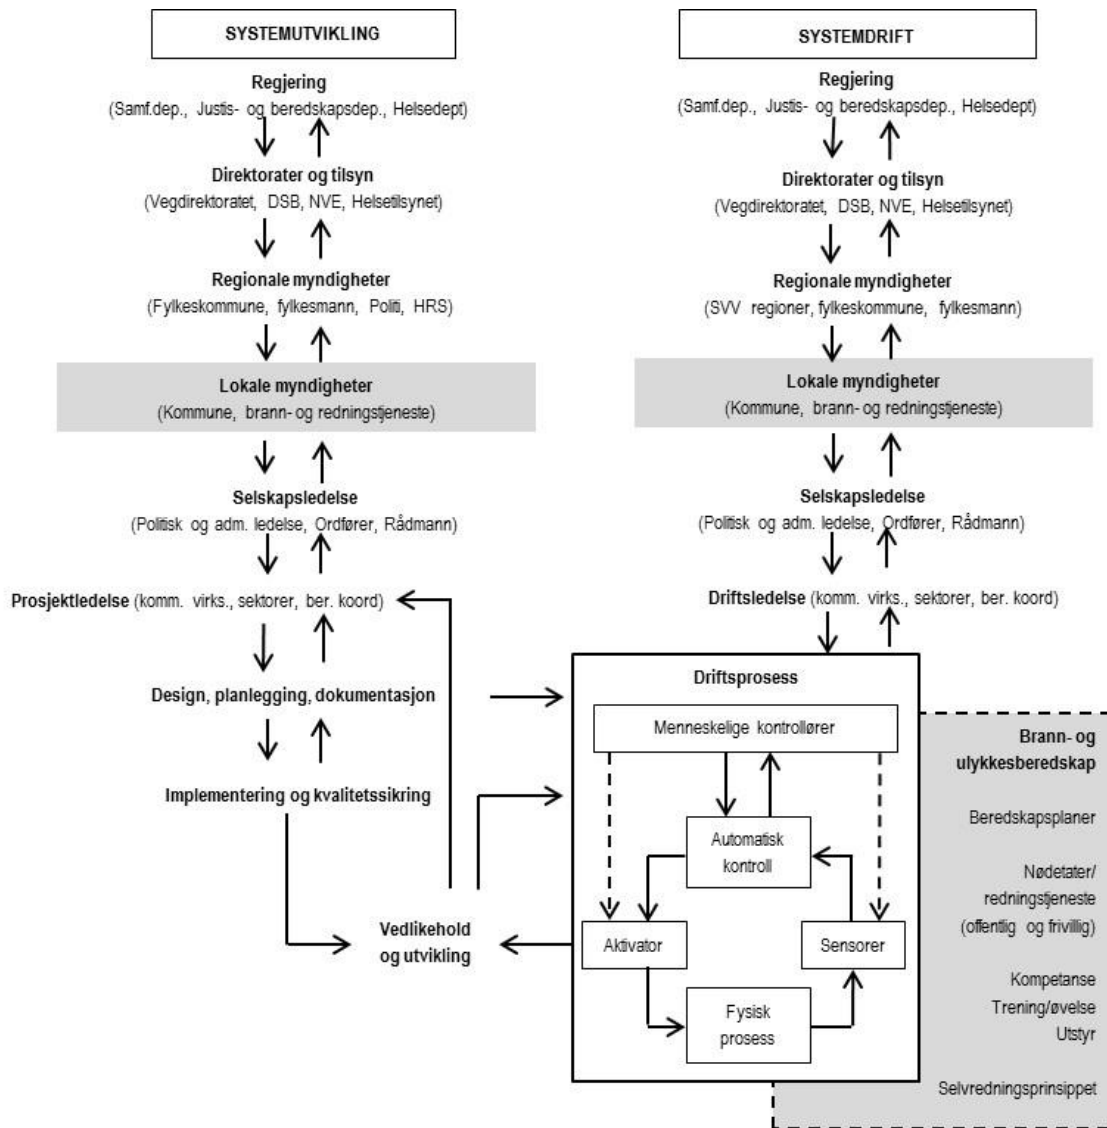 SYSTEMUTVIKLING
Regjering
(Samf.dep., Justis- og beredskapsdep., Helsedept)
Direktorater og tilsyn
(Vegdirektoratet, DSB, NVE, Helsetilsynet)
Regionale myndigheter
(Fylkeskommune, fylkesmann, Politi, HRS)
Lokale myndigheter
(Kommune, brann- og redningstjeneste)
Selskapsledelse
(Politisk og adm. ledelse, Ordfører, Rådmann)
Prosjektledelse (komm. virks., sektorer, ber. koord)
Design, planlegging, dokumentasjon
Implementering og kvalitetssikring
Vedlikehold
og utvikling
SYSTEMDRIFT
Regjering
(Samf.dep., Justis- og beredskapsdep., Helsedept)
Direktorater og tilsyn
(Vegdirektoratet, DSB, NVE, Helsetilsynet)
Regionale myndigheter
(SVV regioner, fylkeskommune, fylkesmann)
Lokale myndigheter
(Kommune, brann- og redningstjeneste)
Selskapsledelse
(Politisk og adm. ledelse, Ordfører, Rådmann)
Driftsledelse (komm. virks., sektorer, ber. koord)
Driftsprosess
Menneskelige kontrollører
Automatisk
kontroll
Aktivator
Sensorer
Fysisk
prosess
Brann- og
ulykkesberedskap
Beredskapsplaner
Nødetater/
redningstjeneste
(offentlig og frivillig)
Kompetanse
Trening/øvelse
Utstyr
Selvredningsprinsippet